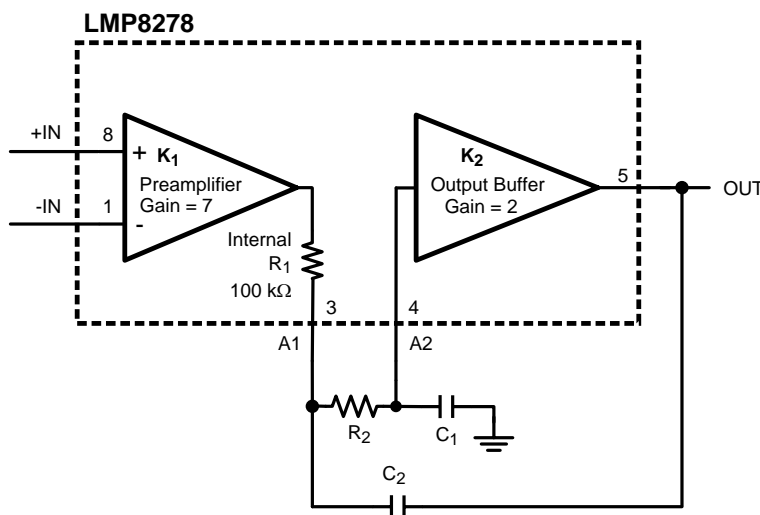 LMP8278
+IN
8
+
K1
Preamplifier
Gain = 7
-IN
1
-
Internal
R1
100 kΩ
K2
Output Buffer
Gain = 2
5
OUT
3
4
A1
A2
R2
C1
C2